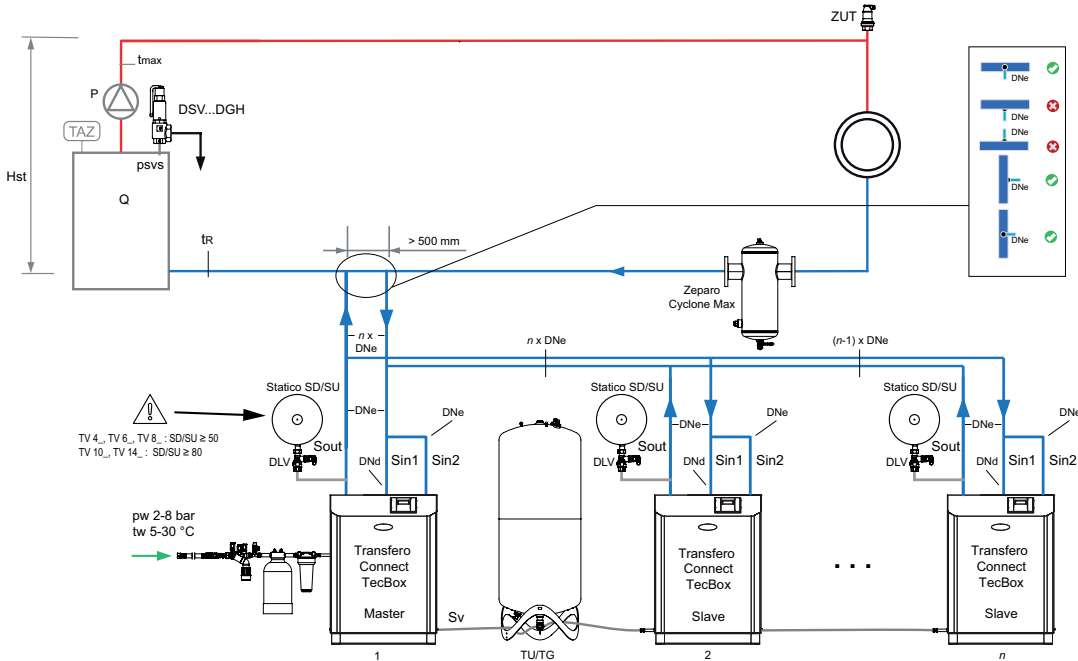 ZUT
tmax
P
DSV...DGH
TAZ
psvs
Hst
Q
tR
> 500 mm
DNe
DNe
DNe
DNe
DNe
Zeparo
Cyclone Max
n x
DNe
n x DNe
(n-1) x DNe
Statico SD/SU
Statico SD/SU
Statico SD/SU
TV 4_, TV 6_, TV 8_ : SD/SU ≥ 50
TV 10_, TV 14_ : SD/SU ≥ 80
DNe
DNe
DNe
DNe
DNe
DNe
Sout
DLV
DNd
Sin1
Sin2
Sout
DLV
DNd
Sin1
Sin2
Sout
DLV
DNd
Sin1
Sin2
pw 2-8 bar
tw 5-30 °C
Transfero
Connect
TecBox
Master
Transfero
Connect
TecBox
Slave
. . .
Transfero
Connect
TecBox
Slave
Sv
1
TU/TG
2
n